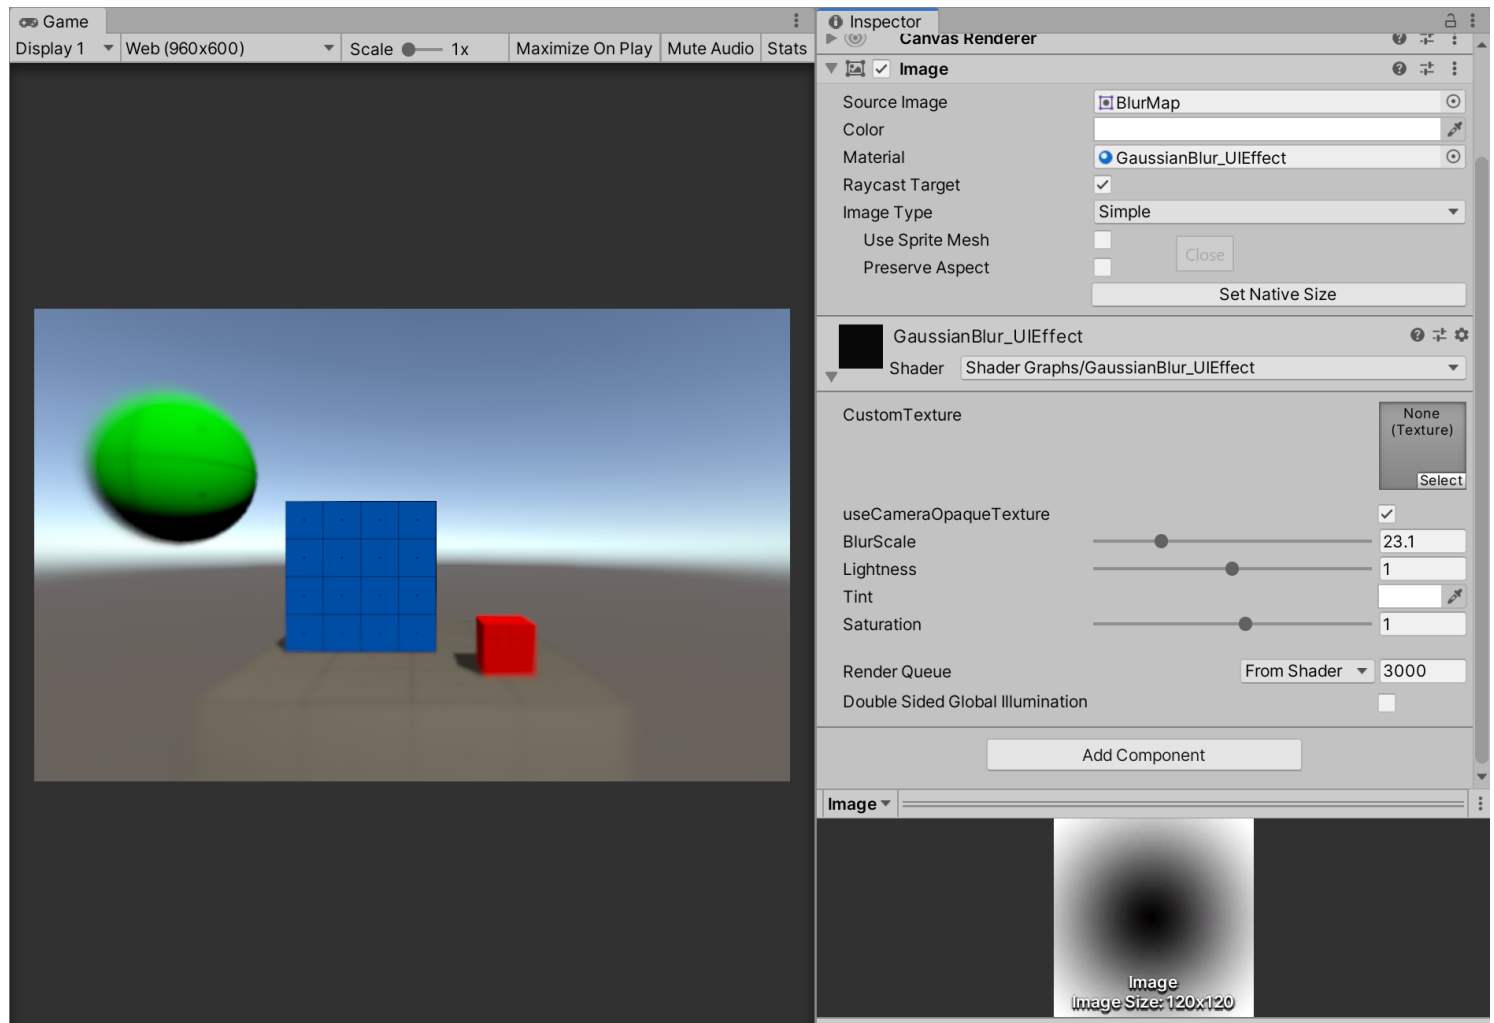 Game
Display 1 Web (960x600) Scale 1x Maximize On Play Mute Audio Stats
Inspector
Canvas Renderer
Image
Source Image BlurMap
Color
Material GaussianBlur_UIEffect
Raycast Target
Image Type Simple
Use Sprite Mesh
Preserve Aspect
Close
Set Native Size
GaussianBlur_UIEffect
Shader Shader Graphs/GaussianBlur_UIEffect
CustomTexture
None
(Texture)
Select
useCameraOpaqueTexture
BlurScale 23.1
Lightness 1
Tint
Saturation 1
Render Queue From Shader 3000
Double Sided Global Illumination
Add Component
Image
Image
Image Size: 120x120